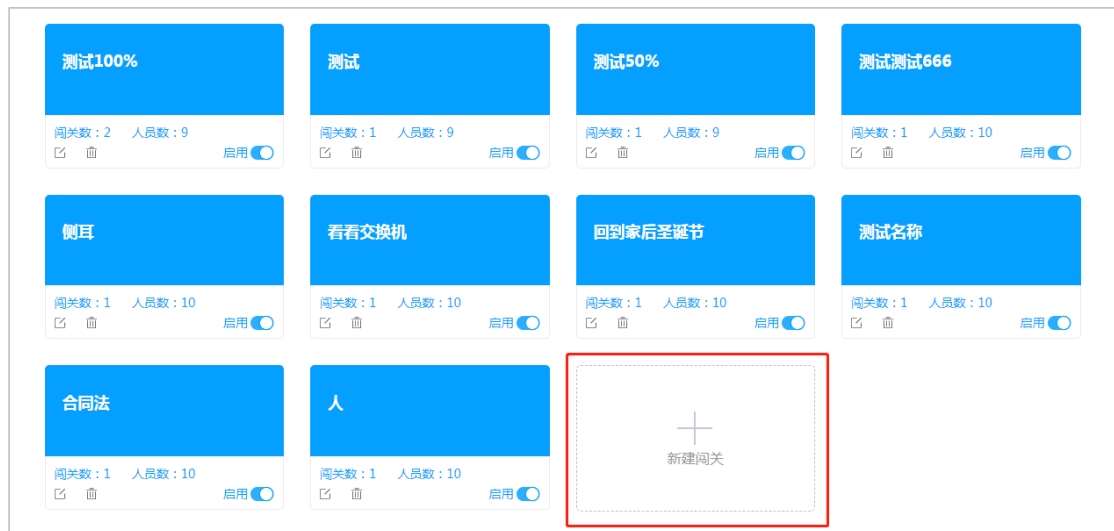 测试100%
测试
测试50%
测试测试666
闯关数：2 人员数：9
启用
闯关数：1 人员数：9
启用
闯关数：1 人员数：9
启用
闯关数：1 人员数：10
启用
侧耳
看看交换机
回到家后圣诞节
测试名称
闯关数：1 人员数：10
启用
闯关数：1 人员数：10
启用
闯关数：1 人员数：10
启用
闯关数：1 人员数：10
启用
合同法
人
闯关数：1 人员数：10
启用
闯关数：1 人员数：10
启用
新建闯关